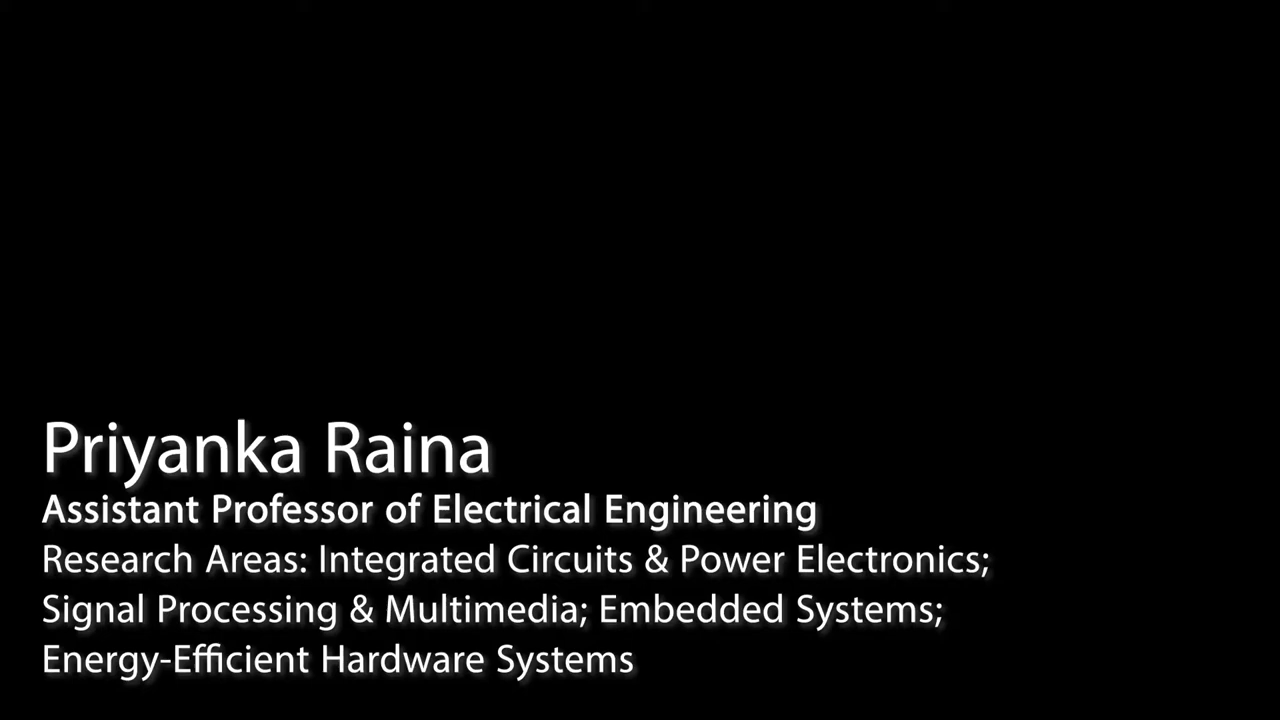 Priyanka Raina
Assistant Professor of Electrical Engineering
Research Areas: Integrated Circuits & Power Electronics;
Signal Processing & Multimedia; Embedded Systems;
Energy-Efficient Hardware Systems